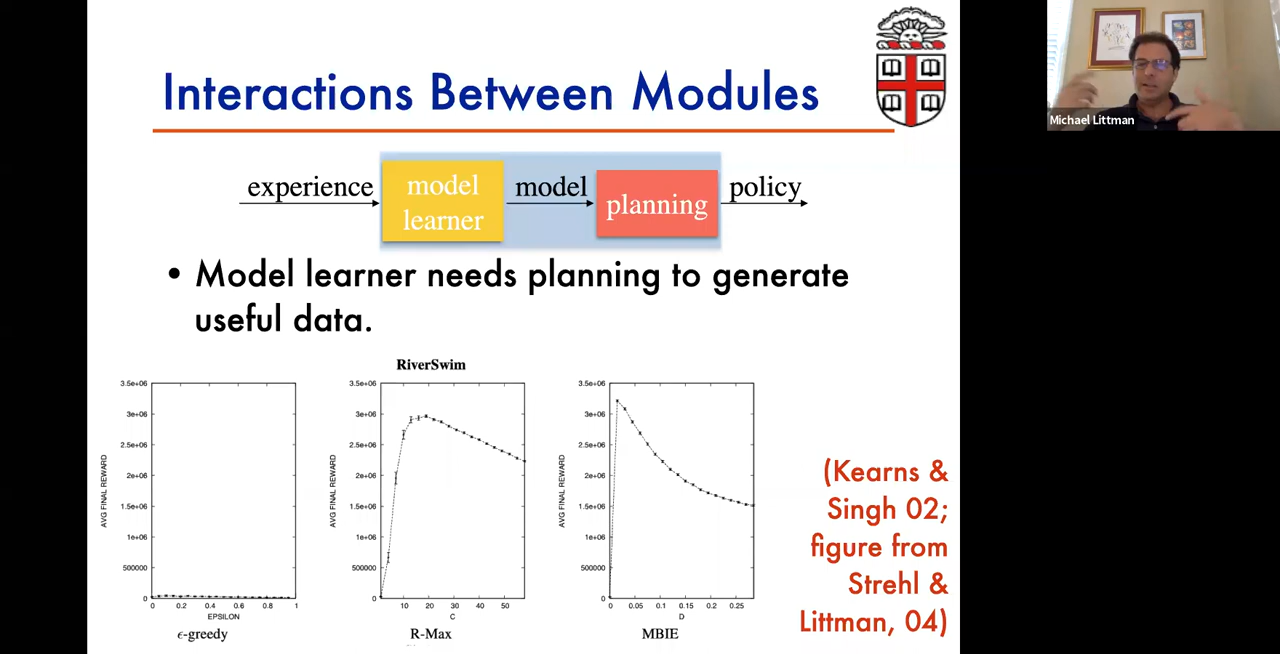 Interactions Between Modules
Michael Littman
experience
model
learner
model
planning
policy
• Model learner needs planning to generate
useful data.
RiverSwim
3.5e+06
3e+06
2.5e+06
2e+06
1.5e+06
1e+06
500000
0
AVG FINAL REWARD
0 0.2 0.4 0.6 0.8 1
EPSILON
ϵ-greedy
3.5e+06
3e+06
2.5e+06
2e+06
1.5e+06
1e+06
500000
0
AVG FINAL REWARD
10 20 30 40 50
C
R-Max
3.5e+06
3e+06
2.5e+06
2e+06
1.5e+06
1e+06
500000
0
AVG FINAL REWARD
0 0.05 0.1 0.15 0.2 0.25
D
MBIE
(Kearns &
Singh 02;
figure from
Strehl &
Littman, 04)